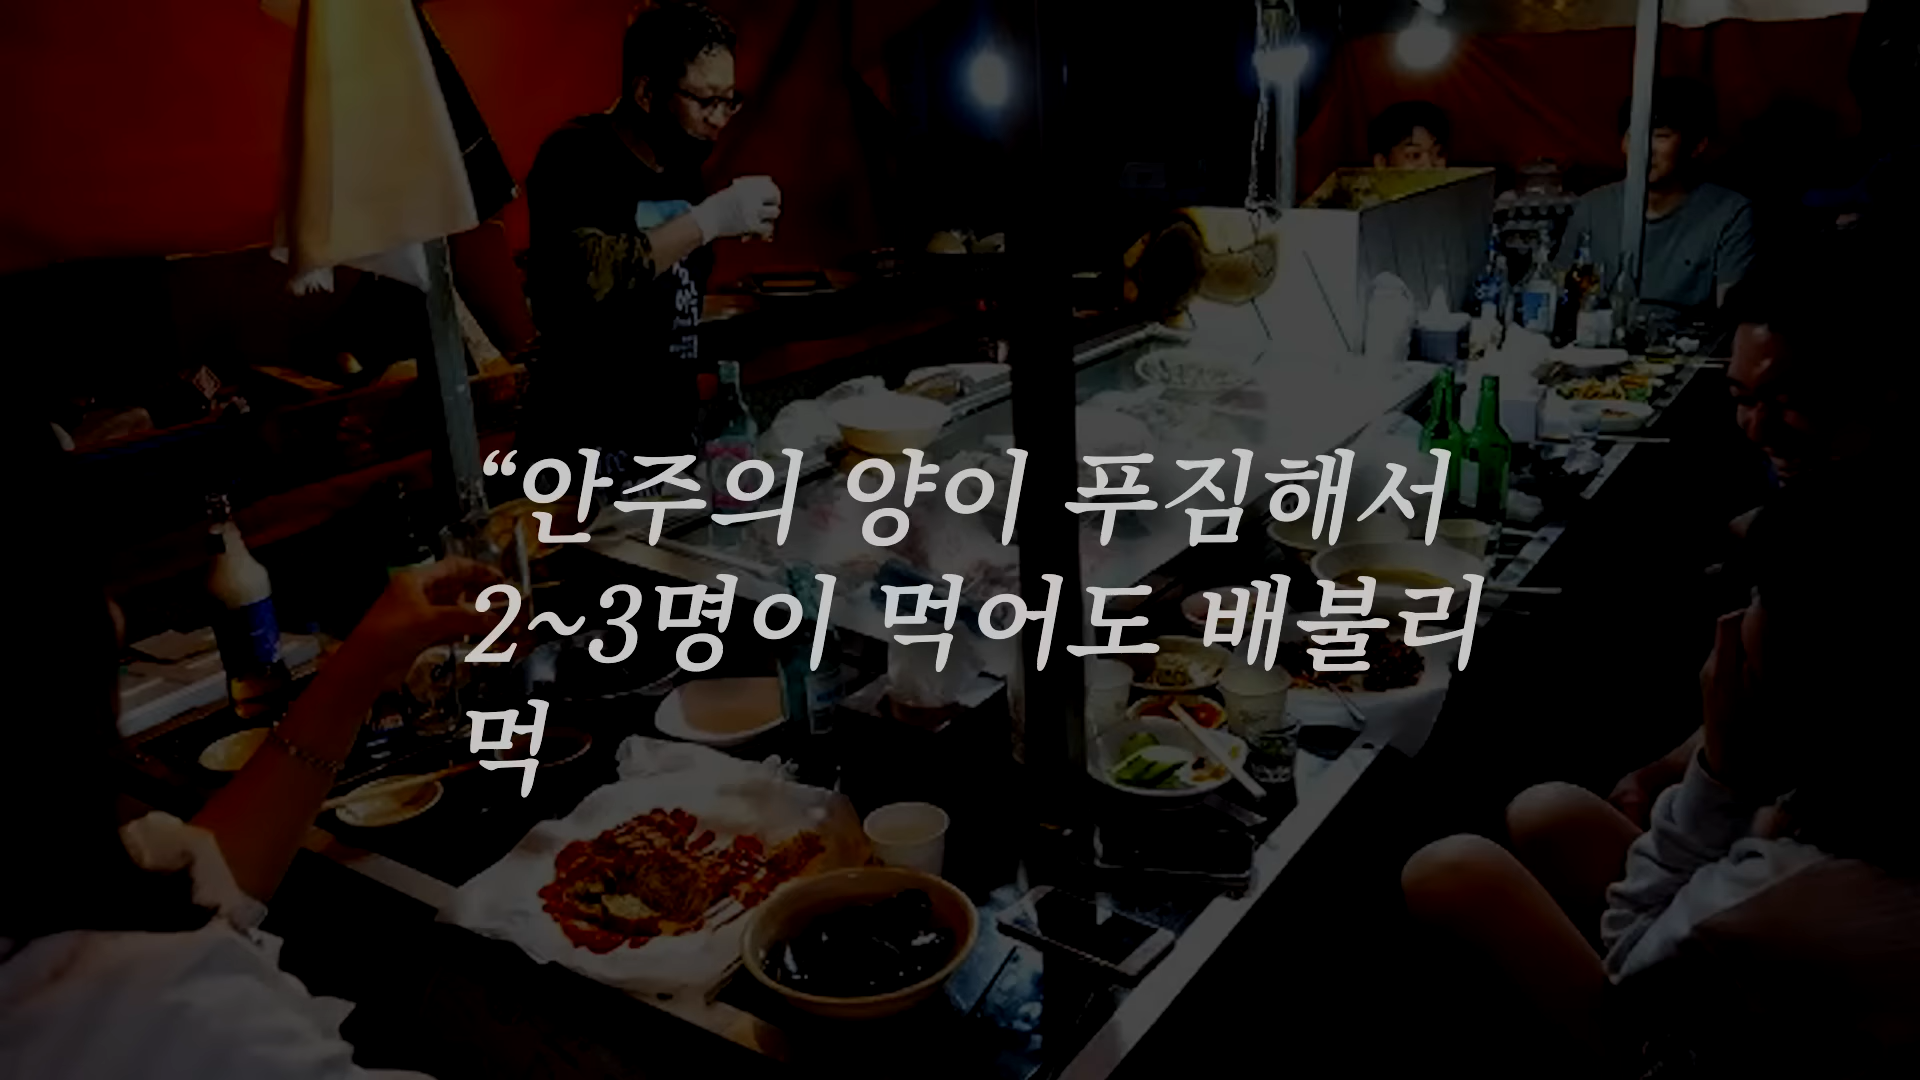 “안주의 양이 푸짐해서
2~3명이 먹어도 배불리
먹